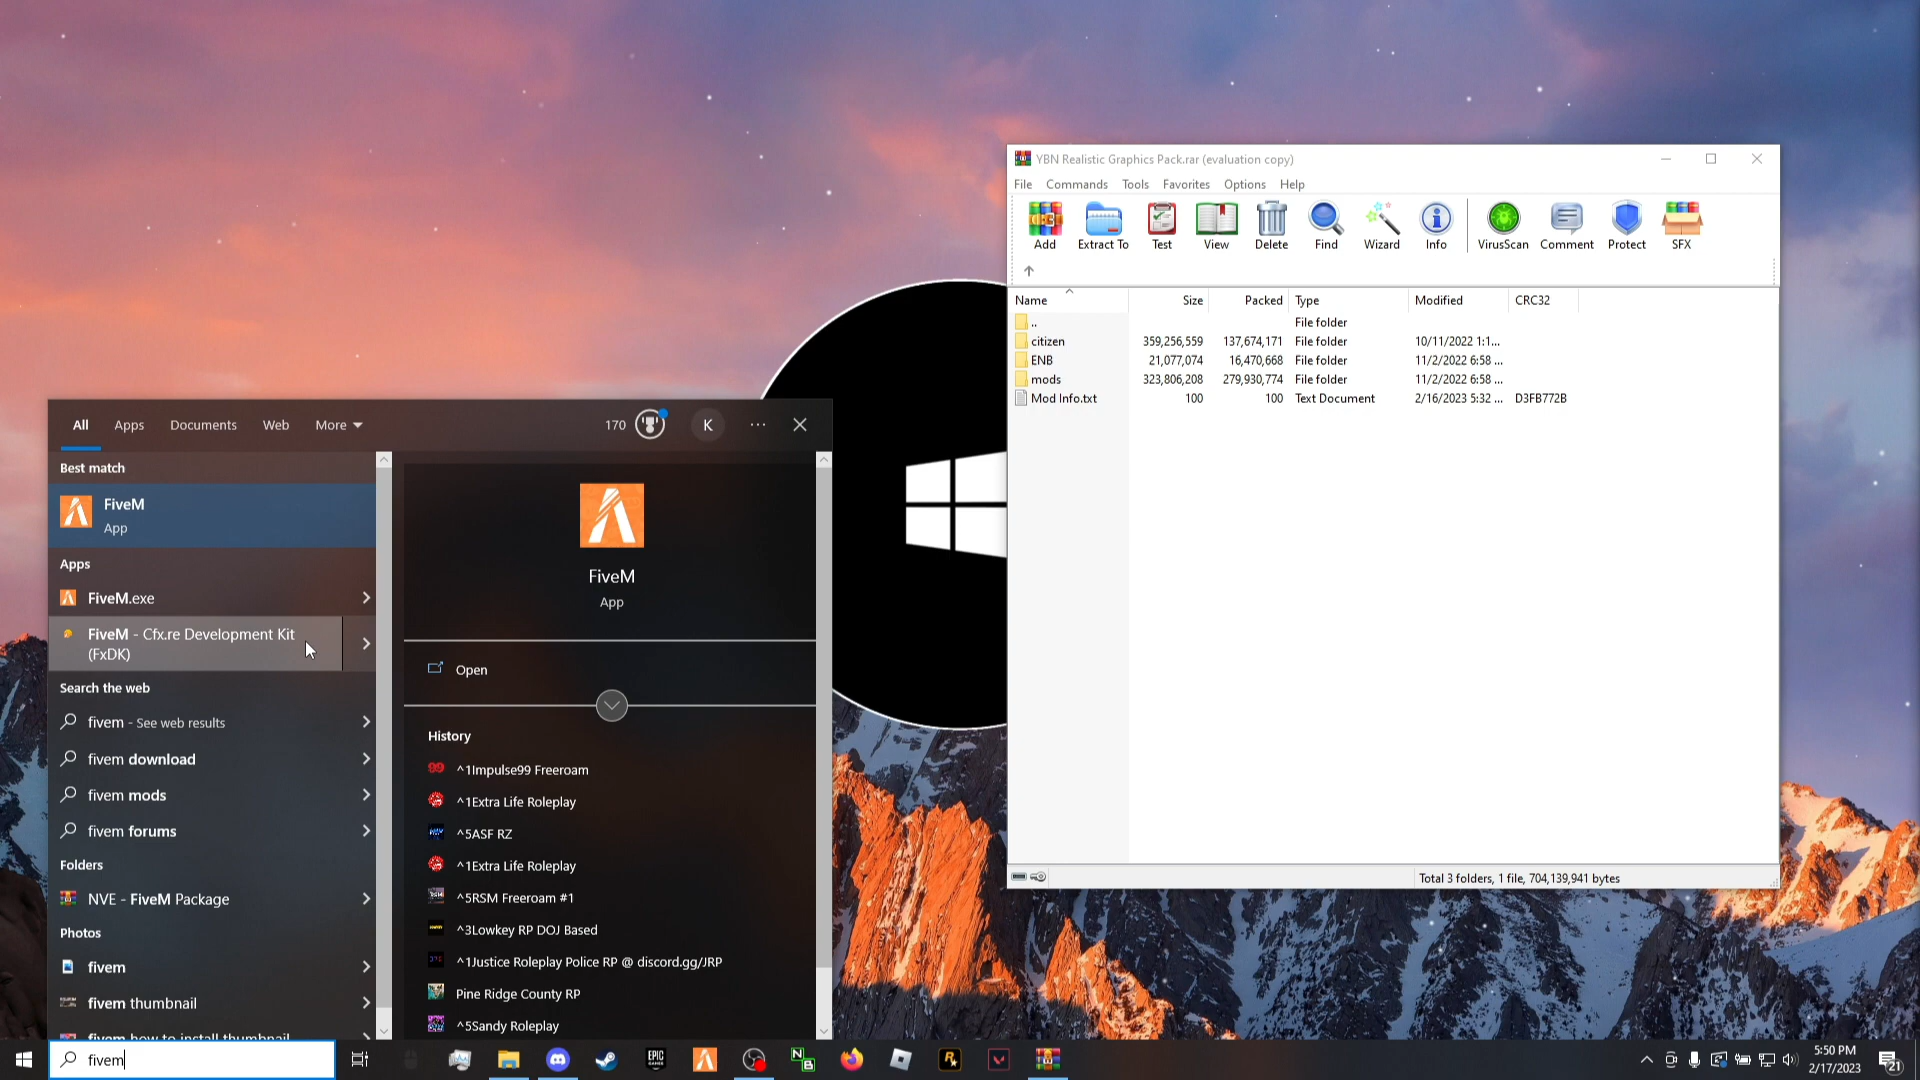 YBN Realistic Graphics Pack.rar (evaluation copy)
File Commands Tools Favorites Options Help
Add Extract To Test View Delete Find Wizard Info VirusScan Comment Protect SFX
Name Size Packed Type Modified CRC32
.. File folder
citizen 359,256,559 137,674,171 File folder 10/11/2022 1:1...
ENB 21,077,074 16,470,668 File folder 11/2/2022 6:58 ...
mods 323,806,208 279,930,774 File folder 11/2/2022 6:58 ...
Mod Info.txt 100 100 Text Document 2/16/2023 5:32 ... D3FB772B
Total 3 folders, 1 file, 704,139,941 bytes
All Apps Documents Web More 170 K
Best match
FiveM
App
Apps
FiveM.exe
FiveM - Cfx.re Development Kit
(FxDK)
Search the web
fivem - See web results
fivem download
fivem mods
fivem forums
Folders
NVE - FiveM Package
Photos
fivem
fivem thumbnail
fivem how to install thumbnail
FiveM
App
Open
History
^1Impulse99 Freeroam
^1Extra Life Roleplay
^5ASF RZ
^1Extra Life Roleplay
^5RSM Freeroam #1
^3Lowkey RP DOJ Based
^1Justice Roleplay Police RP @ discord.gg/JRP
Pine Ridge County RP
^5Sandy Roleplay
fivem
EPIC
GAMES
N
B
5:50 PM
2/17/2023
21